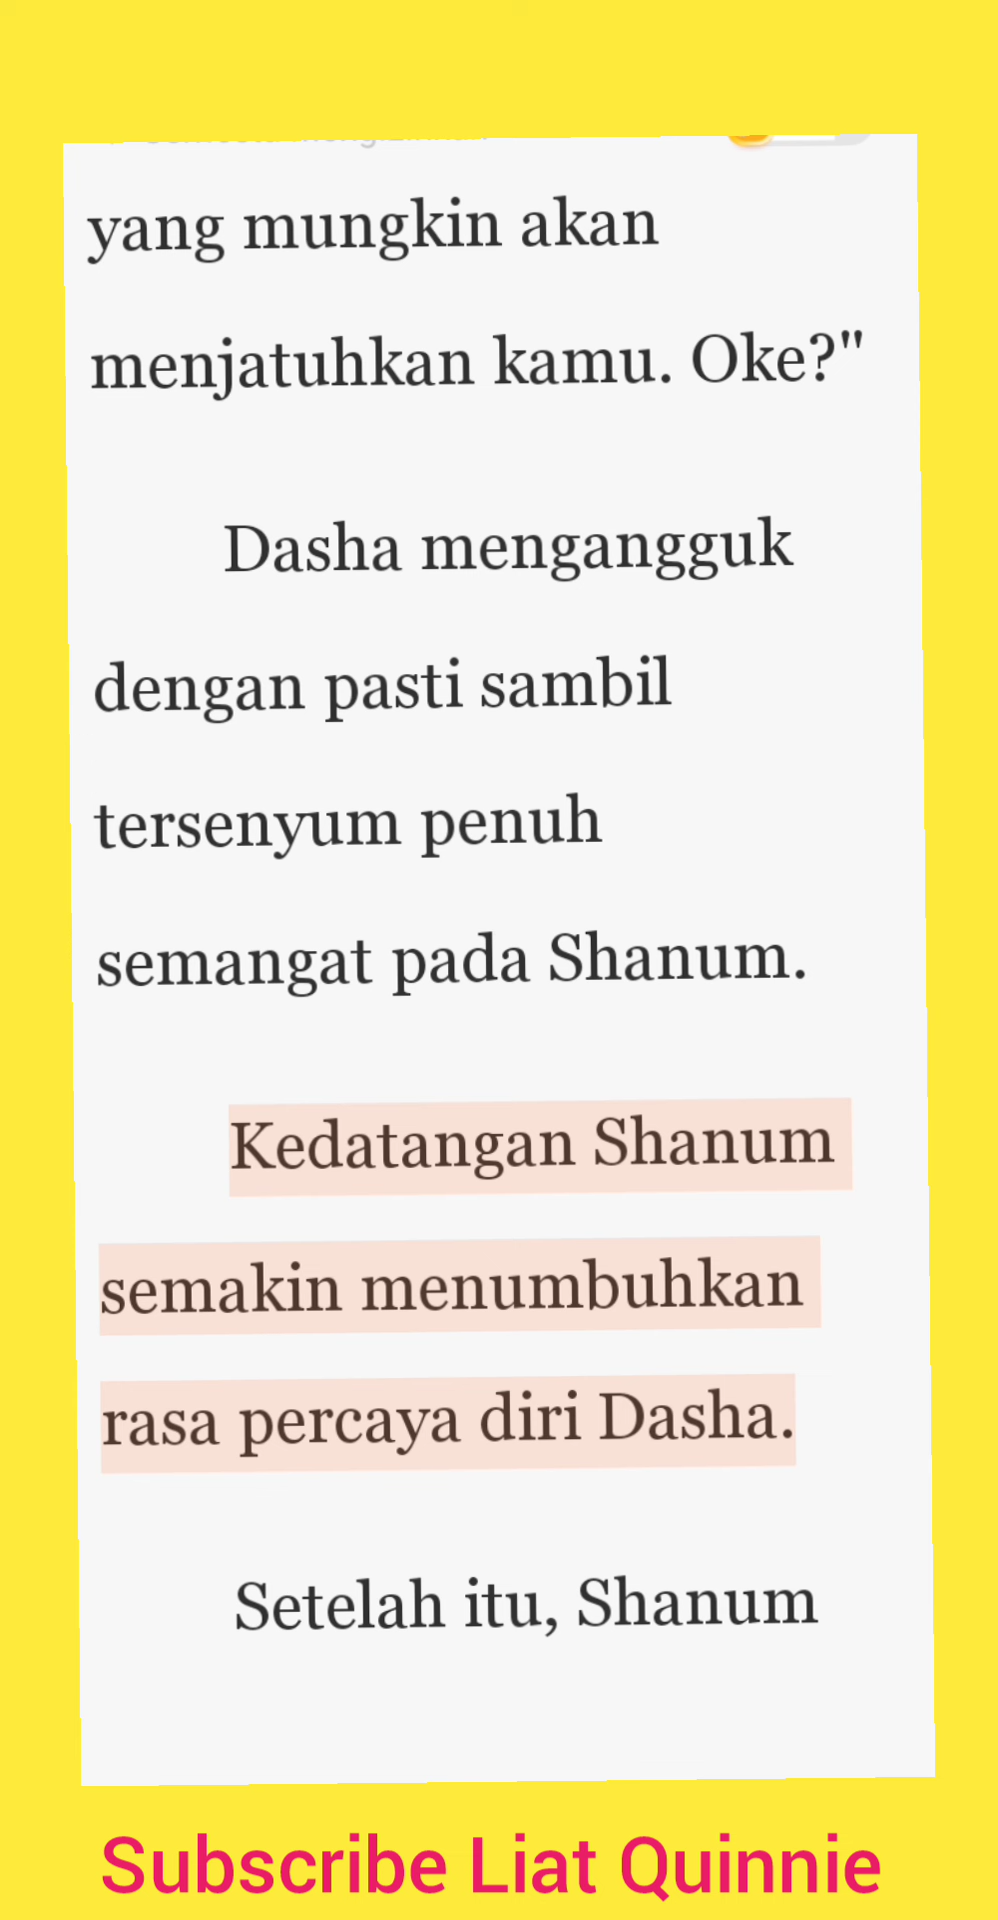 yang mungkin akan
menjatuhkan kamu. Oke?"
Dasha mengangguk
dengan pasti sambil
tersenyum penuh
semangat pada Shanum.
Kedatangan Shanum
semakin menumbuhkan
rasa percaya diri Dasha.
Setelah itu, Shanum
Subscribe Liat Quinnie